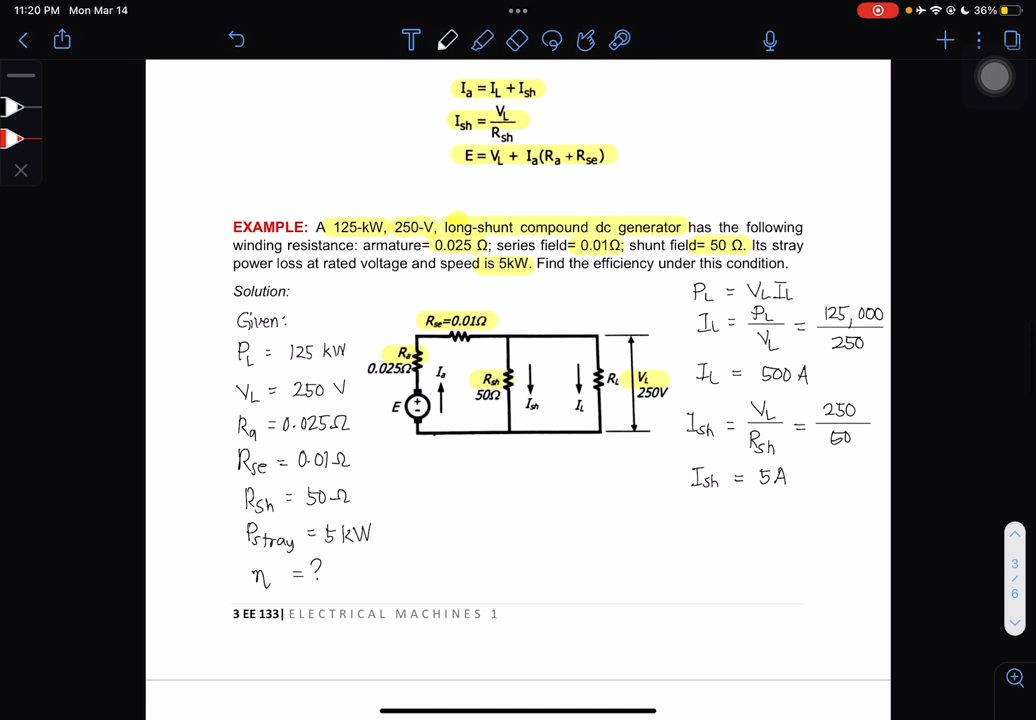 11:20 PM Mon Mar 14
36%
Ia = IL + Ish
Ish = VL / Rsh
E = VL + Ia(Ra + Rse)
EXAMPLE: A 125-kW, 250-V, long-shunt compound dc generator has the following
winding resistance: armature= 0.025 Ω; series field= 0.01Ω; shunt field= 50 Ω. Its stray
power loss at rated voltage and speed is 5kW. Find the efficiency under this condition.
Solution:
Given:
PL = 125 kW
VL = 250 V
Ra = 0.025Ω
Rse = 0.01Ω
Rsh = 50Ω
Pstray = 5 kW
η = ?
Rse=0.01Ω
Ra
0.025Ω
Ia
E
Rsh
50Ω
Ish
IL
RL
VL
250V
PL = VLIL
IL = PL / VL = 125,000 / 250
IL = 500 A
Ish = VL / Rsh = 250 / 50
Ish = 5A
3 EE 133| ELECTRICAL MACHINES 1
3
/
6